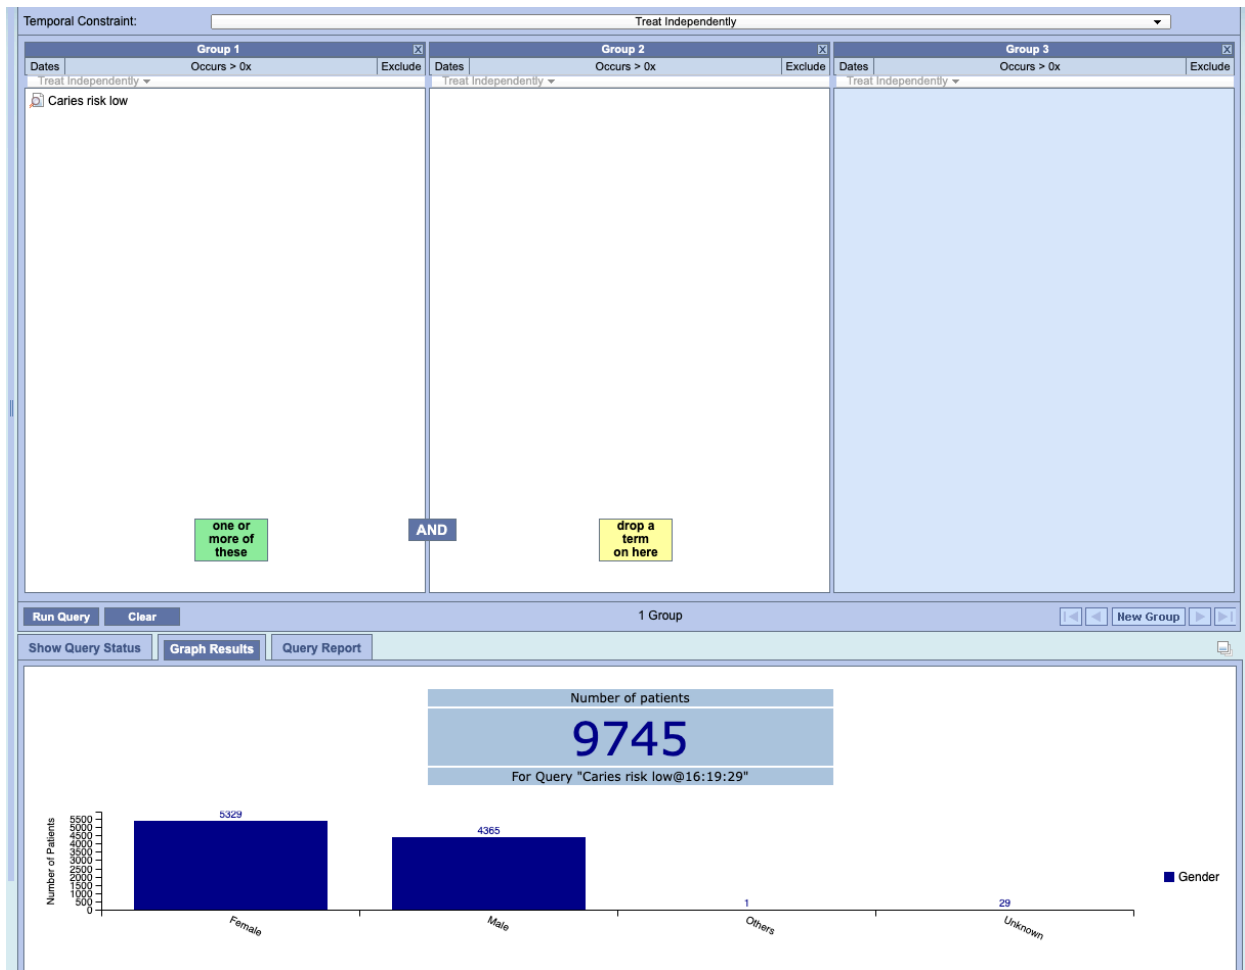 Temporal Constraint: Treat Independently
Group 1 X Group 2 X Group 3 X
Dates Occurs > 0x Exclude Dates Occurs > 0x Exclude Dates Occurs > 0x Exclude
Treat Independently Treat Independently Treat Independently
Caries risk low
one or
more of
these
AND
drop a
term
on here
Run Query Clear 1 Group New Group
Show Query Status Graph Results Query Report
Number of patients
9745
For Query "Caries risk low@16:19:29"
Number of Patients
5500
5000
4500
4000
3500
3000
2500
2000
1500
1000
500
0
5329
4365
1
29
Female
Male
Others
Unknown
Gender